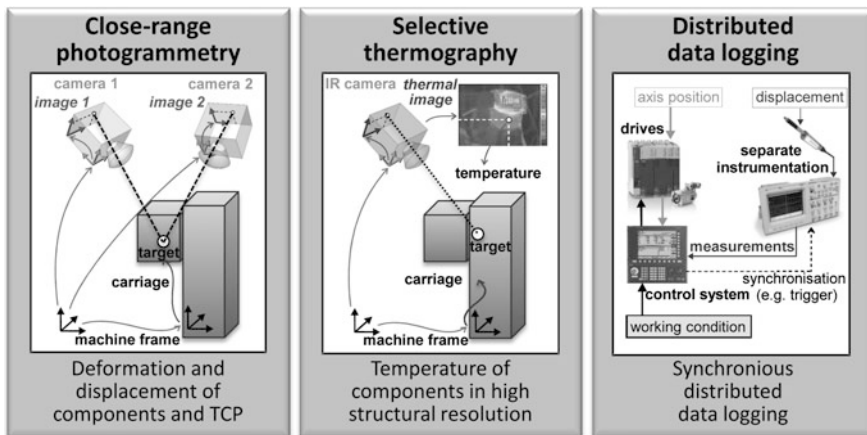 Close-range
photogrammetry
camera 1
camera 2
image 1
image 2
target
carriage
machine frame
Deformation and
displacement of
components and TCP
Selective
thermography
IR camera
thermal
image
temperature
target
carriage
machine frame
Temperature of
components in high
structural resolution
Distributed
data logging
axis position
displacement
drives
separate
instrumentation
measurements
synchronisation
(e.g. trigger)
control system
working condition
Synchronious
distributed
data logging